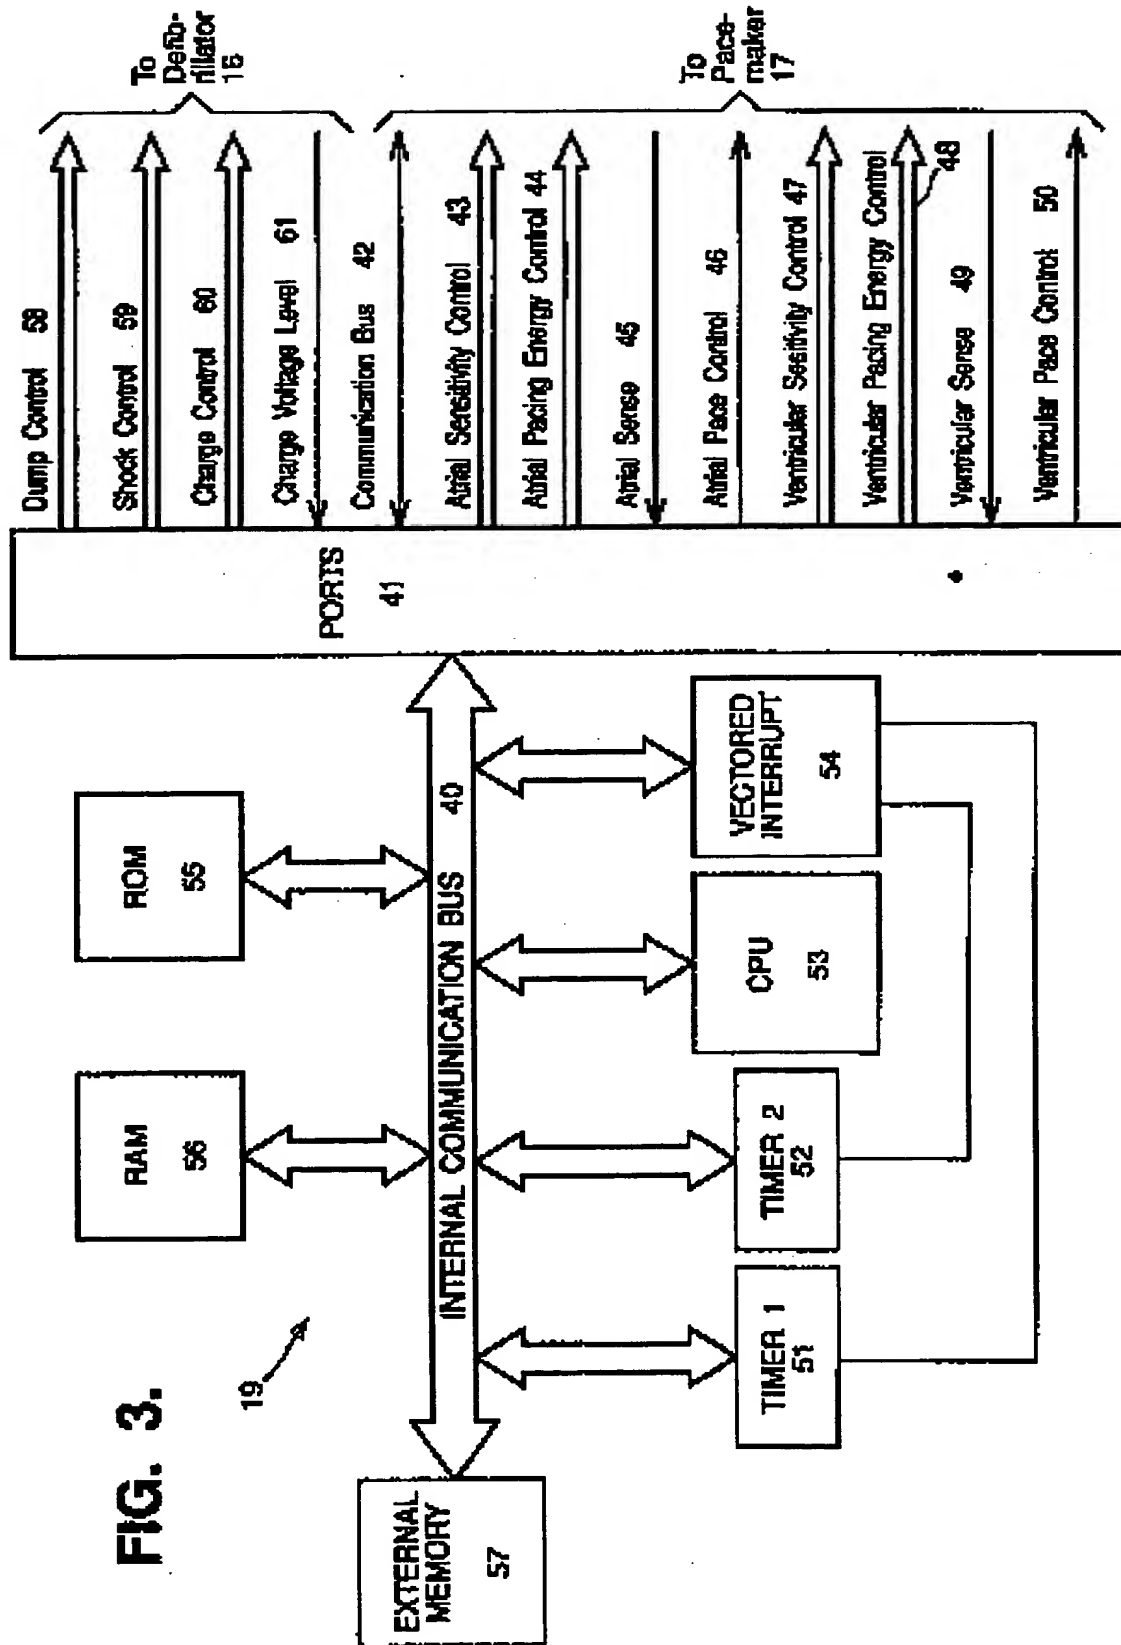 FIG. 3.
19
EXTERNAL
MEMORY
57
RAM
56
ROM
55
INTERNAL COMMUNICATION BUS 40
TIMER 1
51
TIMER 2
52
CPU
53
VECTORED
INTERRUPT
54
PORTS
41
Dump Control 58
Shock Control 59
Charge Control 60
Charge Voltage Level 61
Communication Bus 42
Atrial Sensitivity Control 43
Atrial Pacing Energy Control 44
Atrial Sense 45
Atrial Pace Control 46
Ventricular Sesitivity Control 47
Ventricular Pacing Energy Control
48
Ventricular Sense 49
Ventricular Pace Control 50
To
Defib-
rillator
16
To
Pace-
maker
17